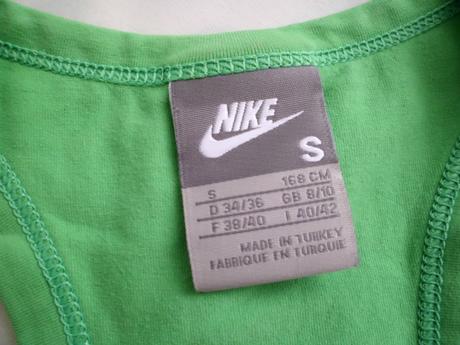 NIKE
S
S 168 CM
D 34/36 GB 8/10
F 38/40 I 40/42
MADE IN TURKEY
FABRIQUE EN TURQUIE